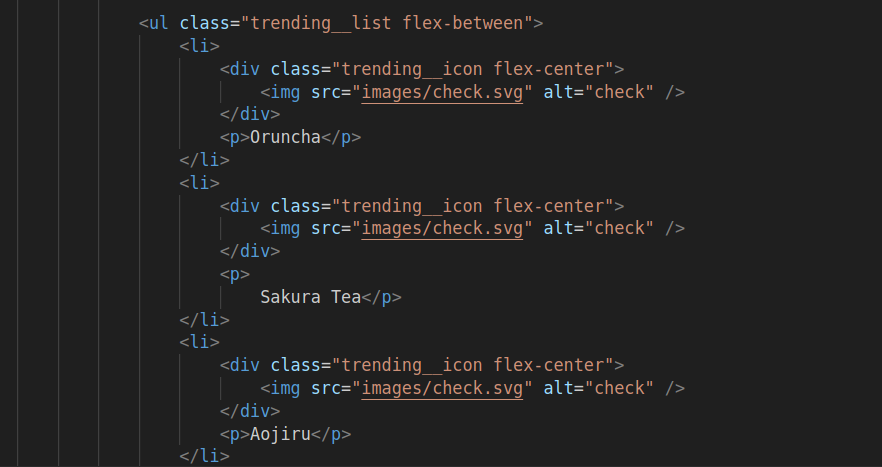 <ul class="trending__list flex-between">
<li>
<div class="trending__icon flex-center">
<img src="images/check.svg" alt="check" />
</div>
<p>Oruncha</p>
</li>
<li>
<div class="trending__icon flex-center">
<img src="images/check.svg" alt="check" />
</div>
<p>
Sakura Tea</p>
</li>
<li>
<div class="trending__icon flex-center">
<img src="images/check.svg" alt="check" />
</div>
<p>Aojiru</p>
</li>